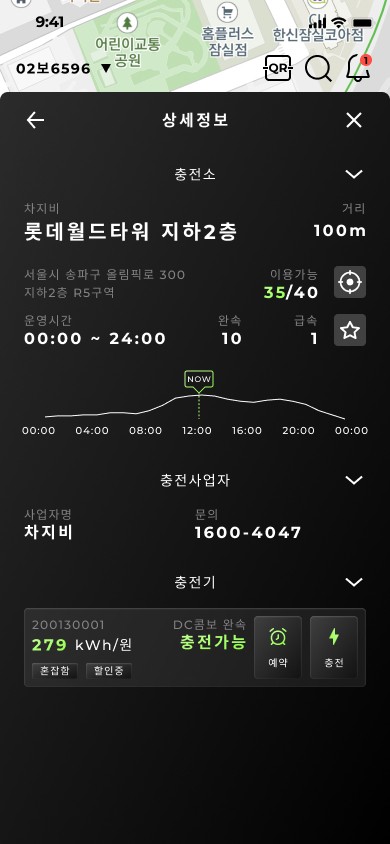 9:41
어린이교통
공원
홈플러스
잠실점
한신잠실코아점
02보6596 ▼
QR
1
상세정보
충전소
차지비
거리
롯데월드타워 지하2층
100m
서울시 송파구 올림픽로 300
지하2층 R5구역
이용가능
35/40
운영시간
완속
급속
00:00 ~ 24:00
10
1
NOW
00:00 04:00 08:00 12:00 16:00 20:00 00:00
충전사업자
사업자명
문의
차지비
1600-4047
충전기
200130001
DC콤보 완속
279 kWh/원
충전가능
혼잡함
할인중
예약
충전